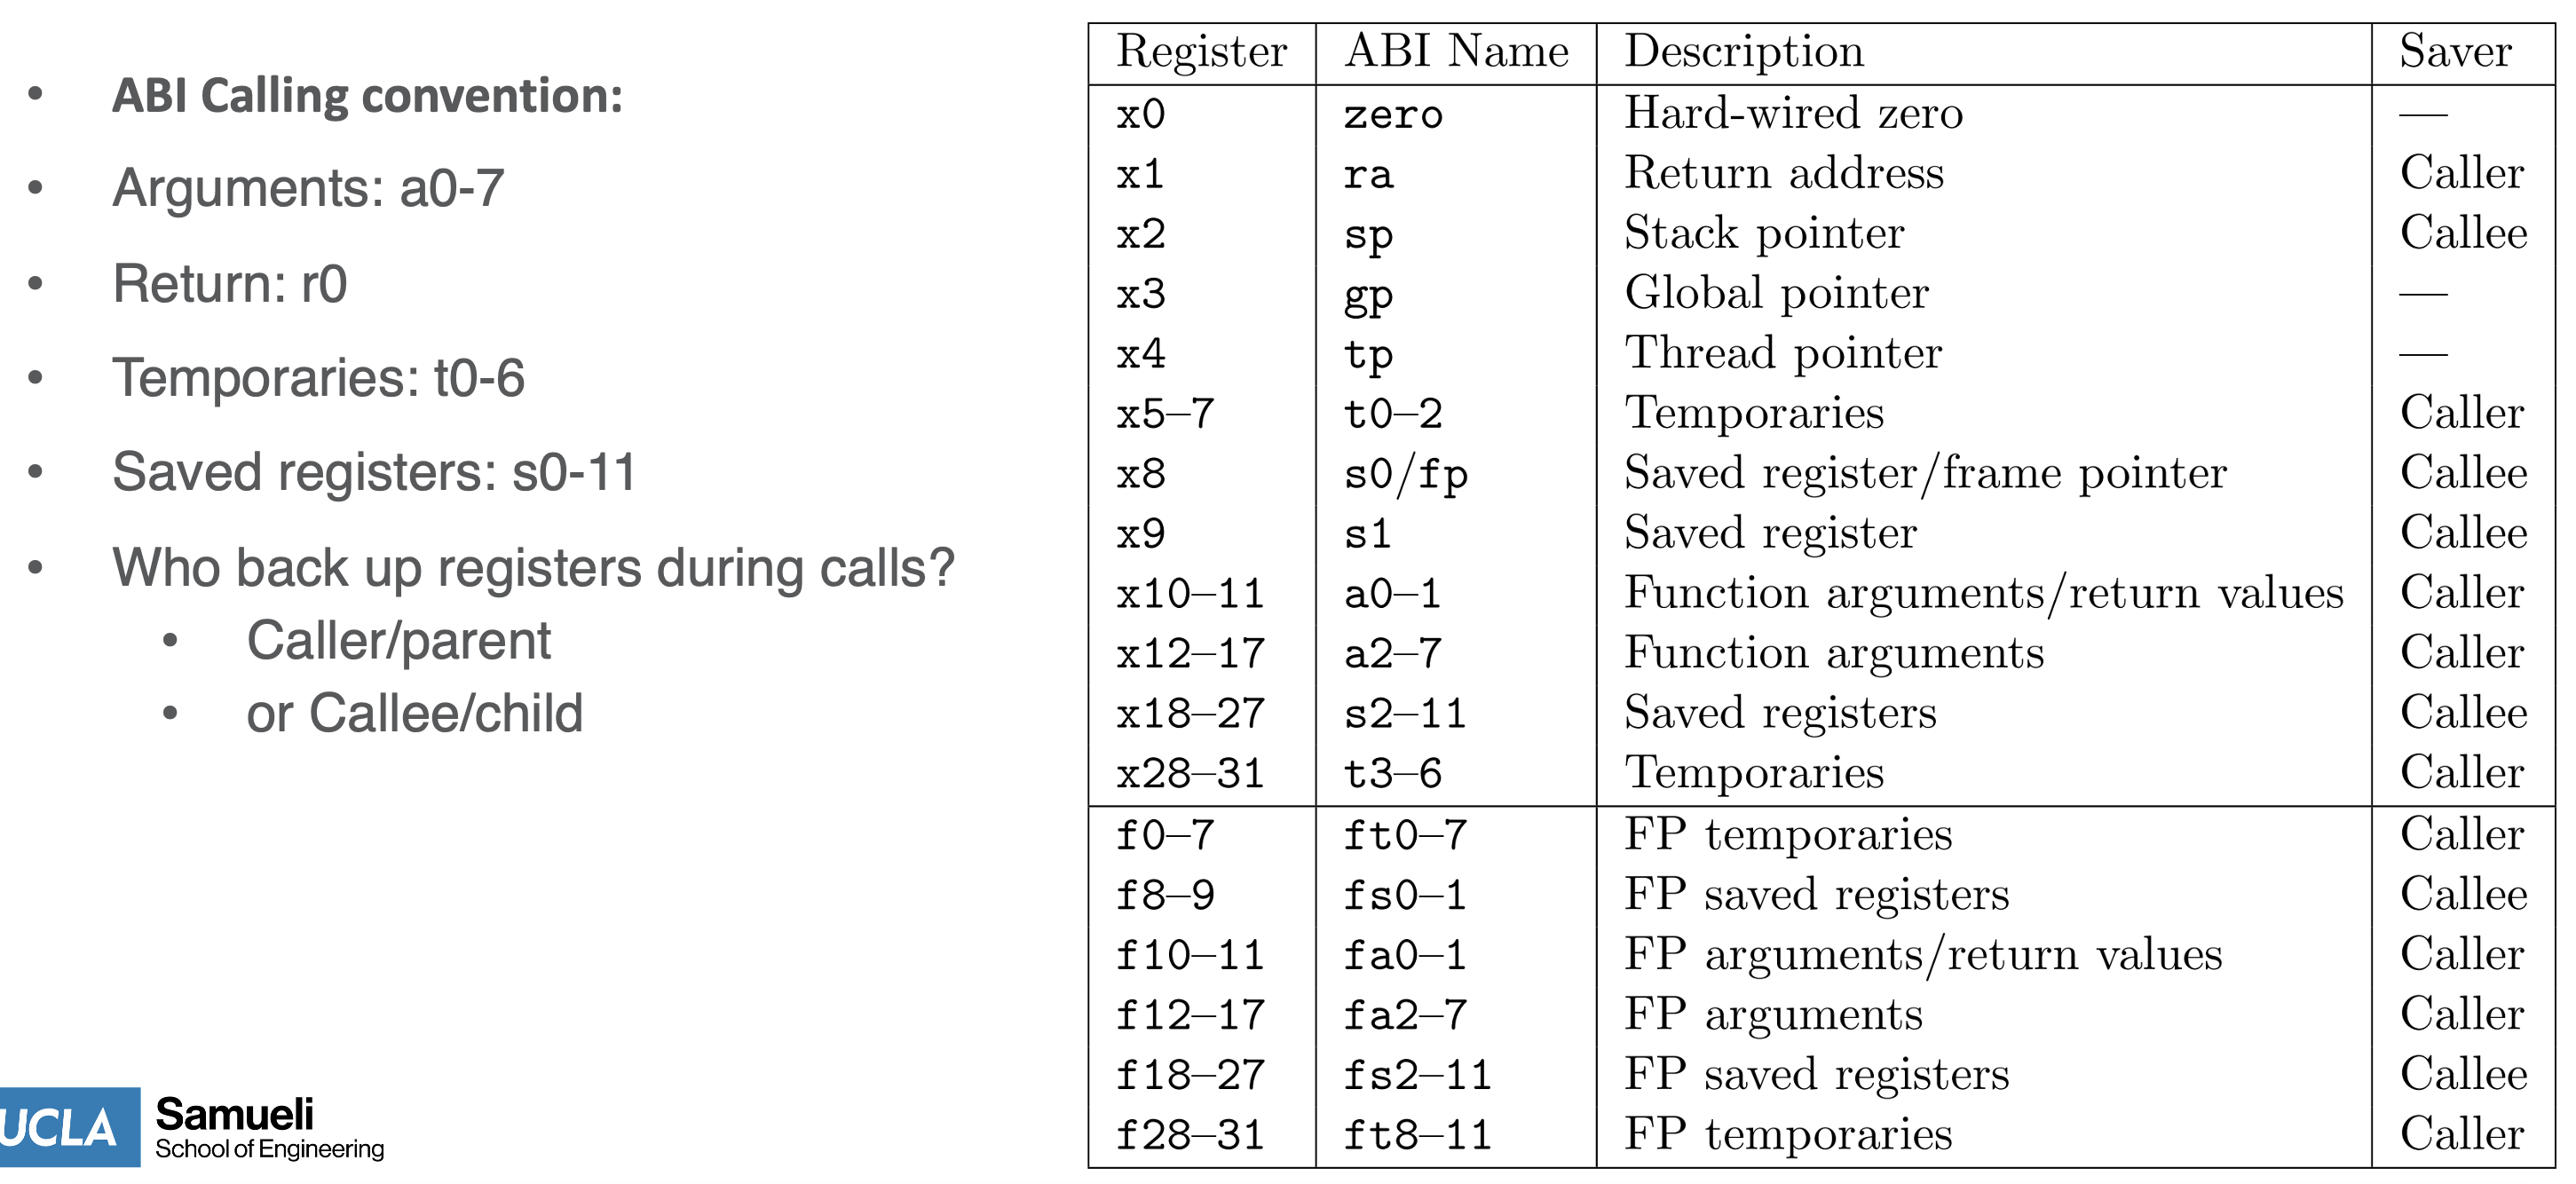 • ABI Calling convention:
• Arguments: a0-7
• Return: r0
• Temporaries: t0-6
• Saved registers: s0-11
• Who back up registers during calls?
• Caller/parent
• or Callee/child
Register ABI Name Description Saver
x0 zero Hard-wired zero —
x1 ra Return address Caller
x2 sp Stack pointer Callee
x3 gp Global pointer —
x4 tp Thread pointer —
x5–7 t0–2 Temporaries Caller
x8 s0/fp Saved register/frame pointer Callee
x9 s1 Saved register Callee
x10–11 a0–1 Function arguments/return values Caller
x12–17 a2–7 Function arguments Caller
x18–27 s2–11 Saved registers Callee
x28–31 t3–6 Temporaries Caller
f0–7 ft0–7 FP temporaries Caller
f8–9 fs0–1 FP saved registers Callee
f10–11 fa0–1 FP arguments/return values Caller
f12–17 fa2–7 FP arguments Caller
f18–27 fs2–11 FP saved registers Callee
f28–31 ft8–11 FP temporaries Caller
UCLA Samueli
School of Engineering